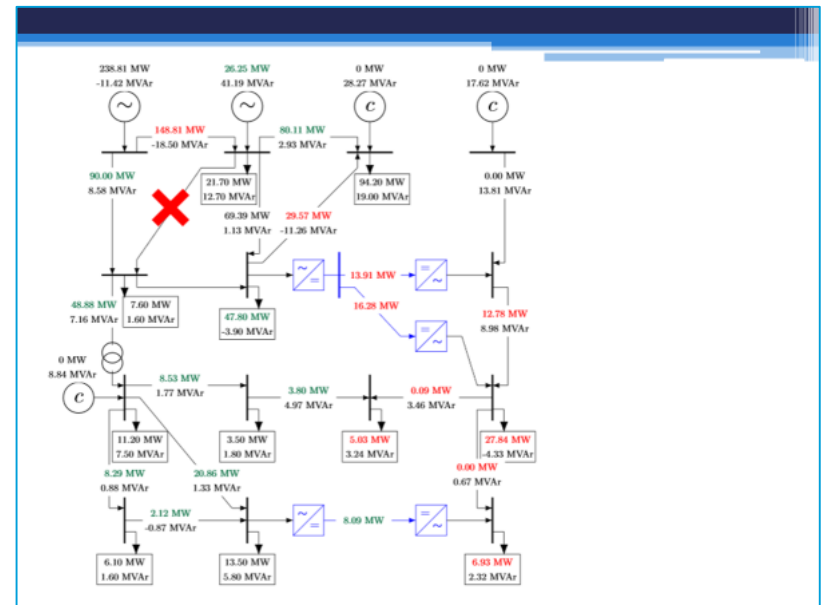 238.81 MW
-11.42 MVAr
26.25 MW
41.19 MVAr
0 MW
28.27 MVAr
0 MW
17.62 MVAr
~
~
c
c
148.81 MW
-18.50 MVAr
80.11 MW
2.93 MVAr
90.00 MW
8.58 MVAr
21.70 MW
12.70 MVAr
94.20 MW
19.00 MVAr
0.00 MW
13.81 MVAr
69.39 MW
1.13 MVAr
29.57 MW
-11.26 MVAr
13.91 MW
16.28 MW
48.88 MW
7.16 MVAr
7.60 MW
1.60 MVAr
47.80 MW
-3.90 MVAr
12.78 MW
8.98 MVAr
0 MW
8.84 MVAr
c
8.53 MW
1.77 MVAr
3.80 MW
4.97 MVAr
0.09 MW
3.46 MVAr
11.20 MW
7.50 MVAr
3.50 MW
1.80 MVAr
5.03 MW
3.24 MVAr
27.84 MW
-4.33 MVAr
8.29 MW
0.88 MVAr
20.86 MW
1.33 MVAr
0.00 MW
0.67 MVAr
2.12 MW
-0.87 MVAr
8.09 MW
6.10 MW
1.60 MVAr
13.50 MW
5.80 MVAr
6.93 MW
2.32 MVAr